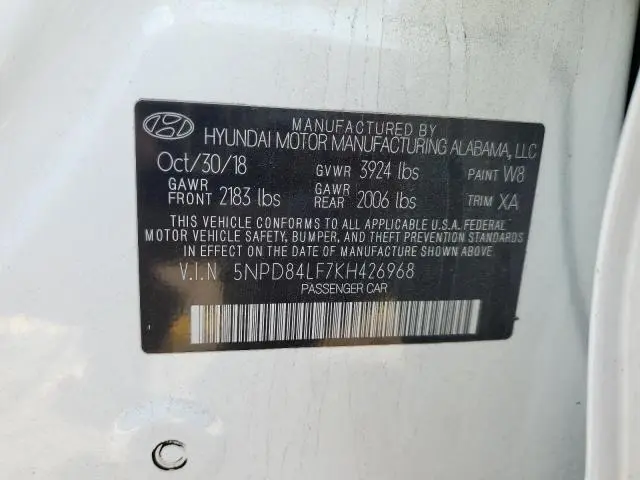 MANUFACTURED BY
HYUNDAI MOTOR MANUFACTURING ALABAMA, LLC
Oct/30/18 GVWR 3924 lbs PAINT W8
GAWR FRONT 2183 lbs GAWR REAR 2006 lbs TRIM XA
THIS VEHICLE CONFORMS TO ALL APPLICABLE U.S.A. FEDERAL
MOTOR VEHICLE SAFETY, BUMPER, AND THEFT PREVENTION
STANDARDS IN EFFECT ON THE DATE OF MANUFACTURE SHOWN ABOVE.
V.I.N 5NPD84LF7KH426968
PASSENGER CAR
C